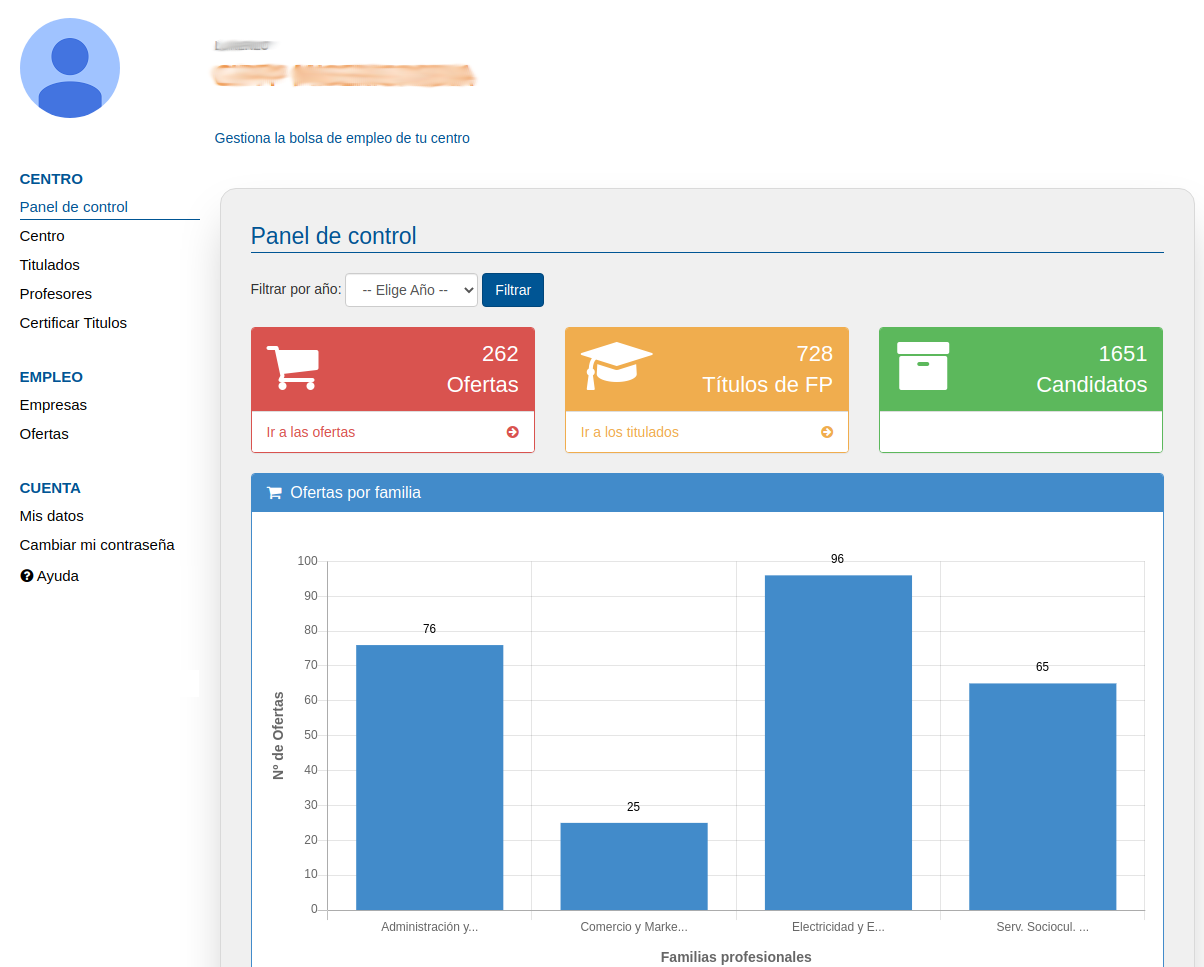 Gestiona la bolsa de empleo de tu centro
CENTRO
Panel de control
Centro
Titulados
Profesores
Certificar Titulos
EMPLEO
Empresas
Ofertas
CUENTA
Mis datos
Cambiar mi contraseña
Ayuda
Panel de control
Filtrar por año: -- Elige Año -- Filtrar
262
Ofertas
Ir a las ofertas
728
Títulos de FP
Ir a los titulados
1651
Candidatos
Ofertas por familia
Nº de Ofertas
100
90
80
70
60
50
40
30
20
10
0
76
25
96
65
Administración y...
Comercio y Marke...
Electricidad y E...
Serv. Sociocul. ...
Familias profesionales